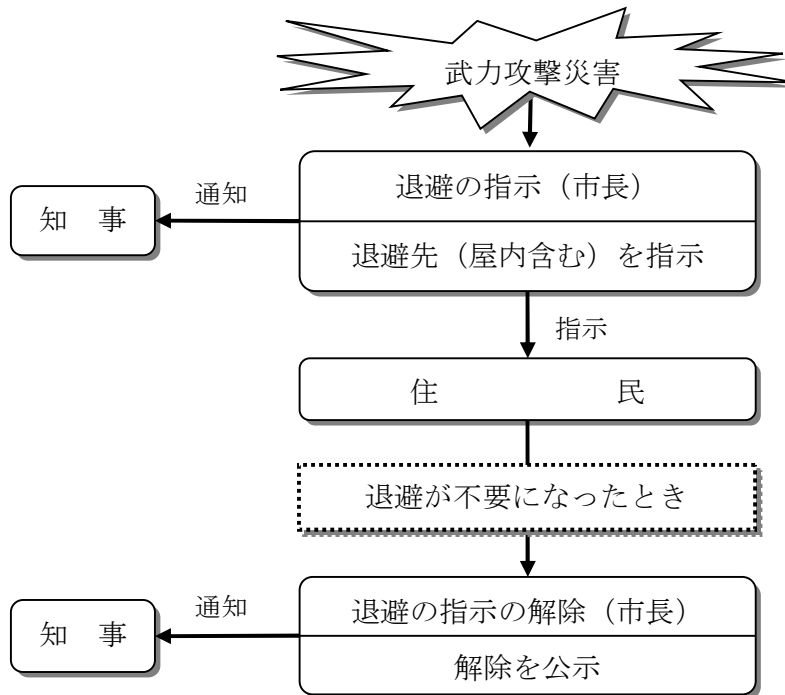 武力攻撃災害
退避の指示（市長）
通知
知　事
退避先（屋内含む）を指示
指示
住　民
退避が不要になったとき
退避の指示の解除（市長）
通知
知　事
解除を公示